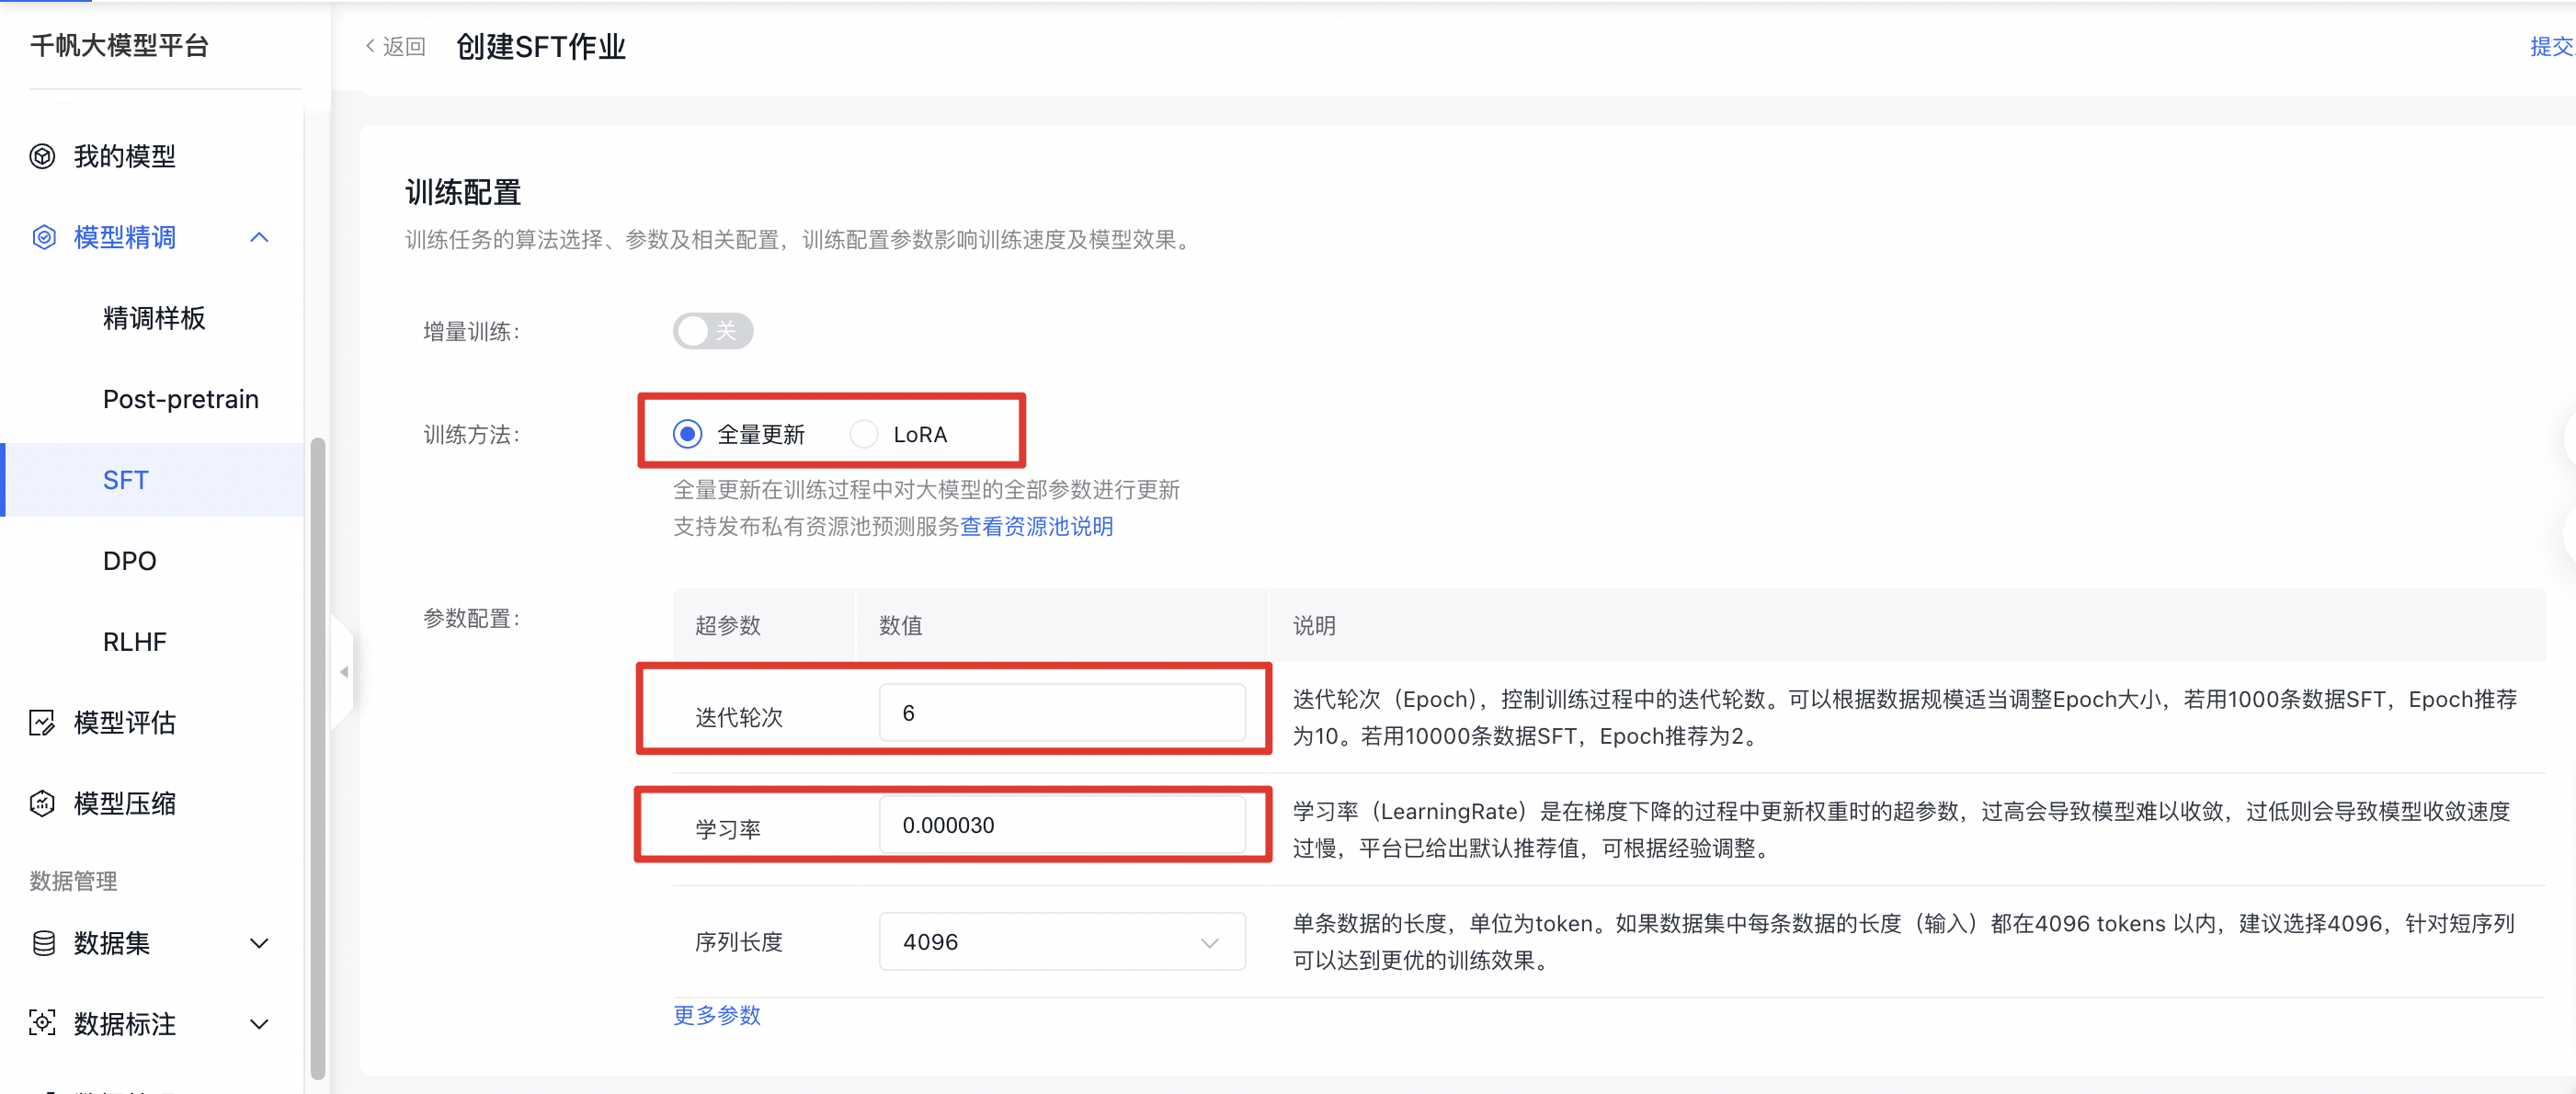 千帆大模型平台
返回
创建SFT作业
提交
我的模型
模型精调
精调样板
Post-pretrain
SFT
DPO
RLHF
模型评估
模型压缩
数据管理
数据集
数据标注
训练配置
训练任务的算法选择、参数及相关配置，训练配置参数影响训练速度及模型效果。
增量训练：
关
训练方法：
全量更新
LoRA
全量更新在训练过程中对大模型的全部参数进行更新
支持发布私有资源池预测服务查看资源池说明
参数配置：
超参数
数值
说明
迭代轮次
6
迭代轮次（Epoch），控制训练过程中的迭代轮数。可以根据数据规模适当调整Epoch大小，若用1000条数据SFT，Epoch推荐
为10。若用10000条数据SFT，Epoch推荐为2。
学习率
0.000030
学习率（LearningRate）是在梯度下降的过程中更新权重时的超参数，过高会导致模型难以收敛，过低则会导致模型收敛速度
过慢，平台已给出默认推荐值，可根据经验调整。
序列长度
4096
单条数据的长度，单位为token。如果数据集中每条数据的长度（输入）都在4096 tokens 以内，建议选择4096，针对短序列
可以达到更优的训练效果。
更多参数